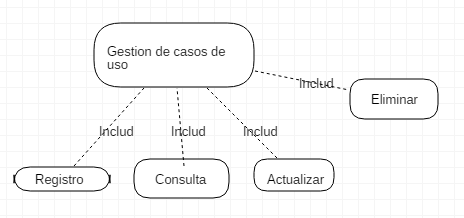 Gestion de casos de
uso
Includ
Eliminar
Includ
Includ
Includ
Registro
Consulta
Actualizar